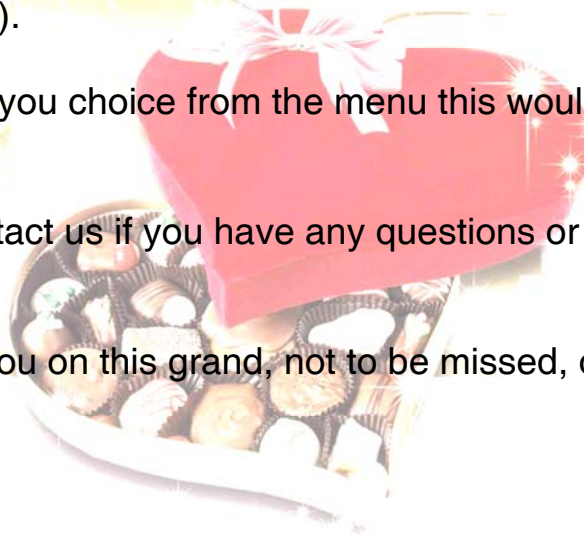 ).
you choice from the menu this woul
tact us if you have any questions or
ou on this grand, not to be missed,